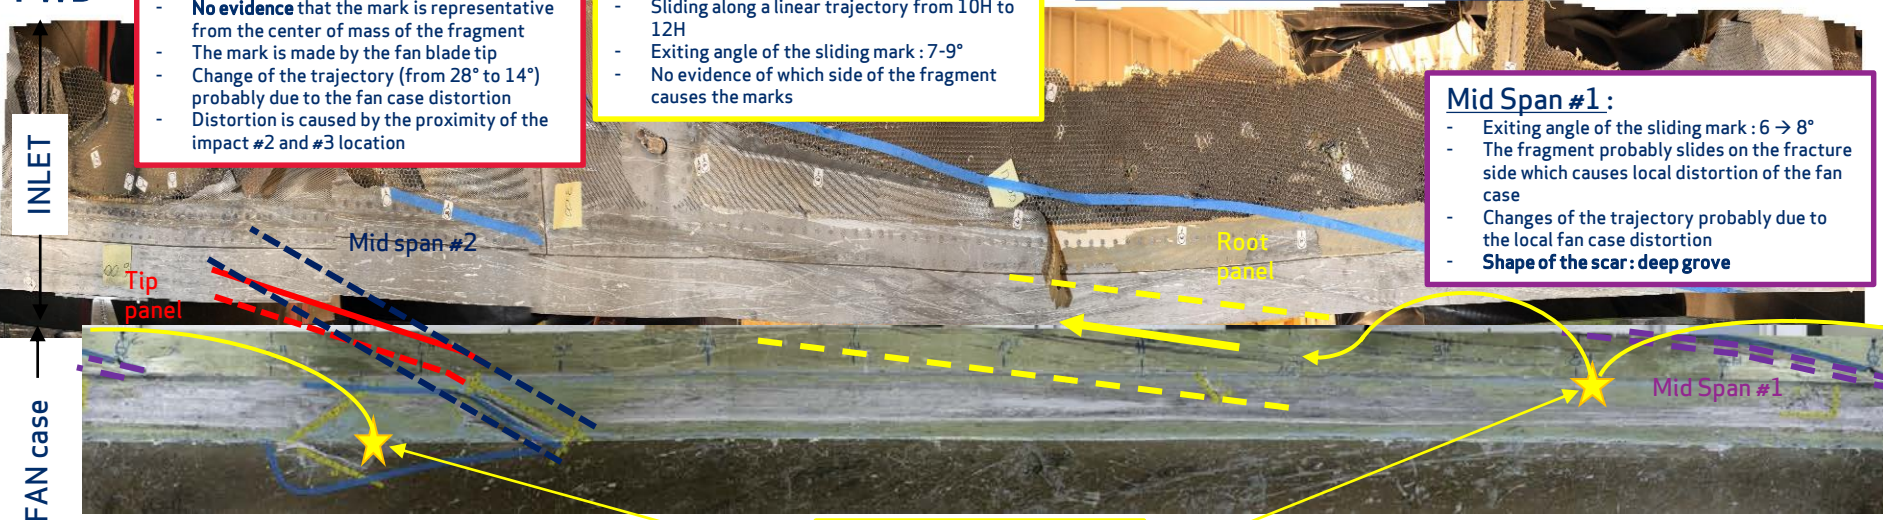 - No evidence that the mark is representative
from the center of mass of the fragment
- The mark is made by the fan blade tip
- Change of the trajectory (from 28° to 14°)
probably due to the fan case distortion
- Distortion is caused by the proximity of the
impact #2 and #3 location
- Sliding along a linear trajectory from 10H to
12H
- Exiting angle of the sliding mark : 7-9°
- No evidence of which side of the fragment
causes the marks
Mid Span #1 :
- Exiting angle of the sliding mark : 6 → 8°
- The fragment probably slides on the fracture
side which causes local distortion of the fan
case
- Changes of the trajectory probably due to
the local fan case distortion
- Shape of the scar : deep grove
INLET
Mid span #2
Tip
panel
Root
panel
Mid Span #1
FAN case